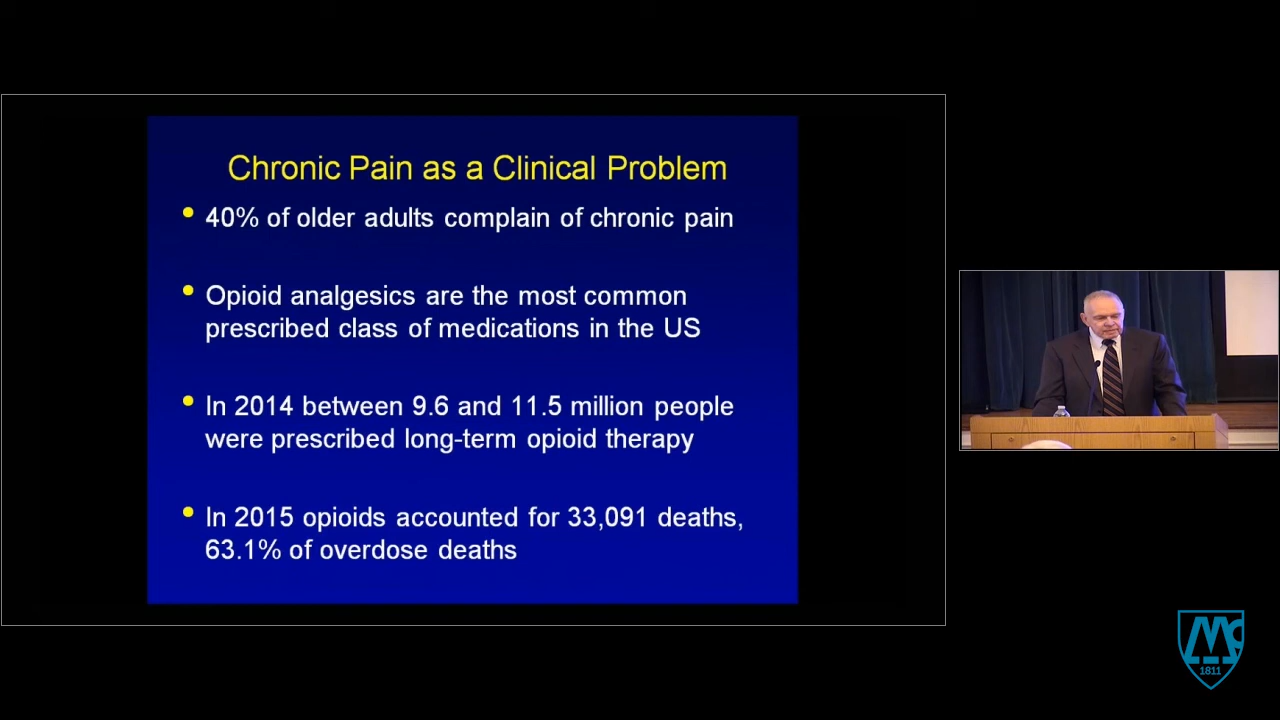 Chronic Pain as a Clinical Problem
40% of older adults complain of chronic pain
Opioid analgesics are the most common
prescribed class of medications in the US
In 2014 between 9.6 and 11.5 million people
were prescribed long-term opioid therapy
In 2015 opioids accounted for 33,091 deaths,
63.1% of overdose deaths
Mc
1811